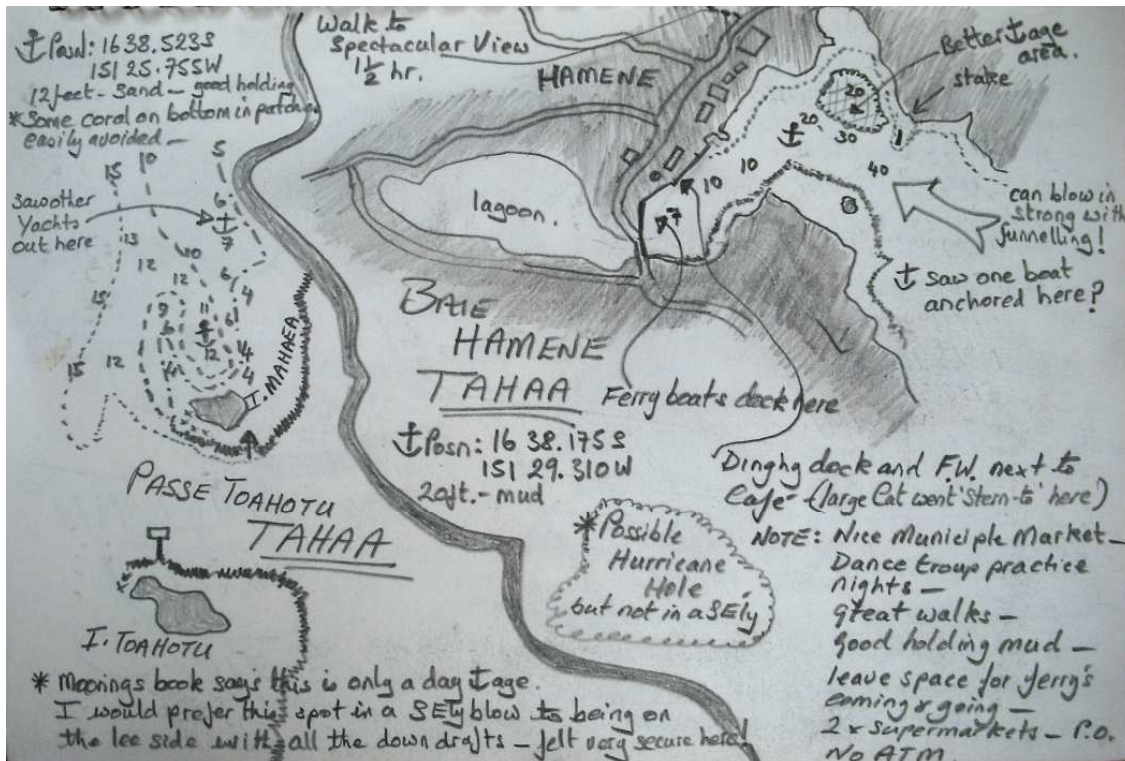 ⚓ Posn: 16 38.523S
151 25.755W
12feet - Sand - good holding
*Some coral on bottom in patches
easily avoided -
saw other
Yachts
out here
15
10
5
6
7
13
10
12
12
6
4
15
9
11
6
6
12
14
4
15
12
I. MAHAEA
PASSE TOAHOTU
TAHAA
I. TOAHOTU
* Moorings book says this is only a day ⚓age.
I would prefer this spot in a SEly blow to being on
the lee side with all the down drafts - felt very secure here!
Walk to
Spectacular View
1½ hr.
HAMENE
lagoon.
Better ⚓age
area.
stake
20
20
30
10
10
40
7
can blow in
strong with
funnelling!
⚓ saw one boat
anchored here?
BAIE
HAMENE
TAHAA
Ferry boats dock here
⚓ Posn: 16 38.175S
151 29.310W
20ft. - mud
Dinghy dock and F.W. next to
Café - (large Cat went 'Stern-to' here)
*Possible
Hurricane
Hole
but not in a SEly
NOTE: Nice Municiple Market -
Dance troup practice
nights -
great walks -
good holding mud -
leave space for ferry's
coming & going -
2 x supermarkets - P.O.
No ATM